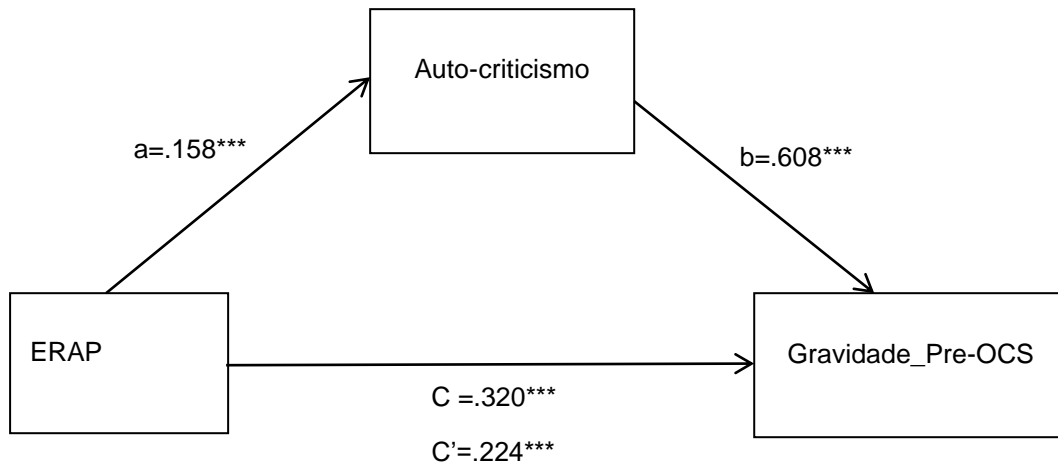 Auto-criticismo
a=.158***
b=.608***
ERAP
Gravidade_Pre-OCS
C =.320***
C’=.224***